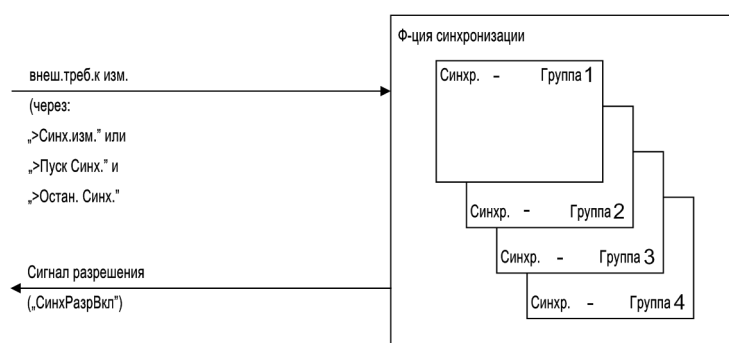 Ф-ция синхронизации
внеш.треб.к изм.
(через:
„>Синх.изм.” или
„>Пуск Синх.” и
„>Остан. Синх.”
Синхр. - Группа 1
Синхр. - Группа 2
Синхр. - Группа 3
Синхр. - Группа 4
Сигнал разрешения
(„СинхРазрВкл”)